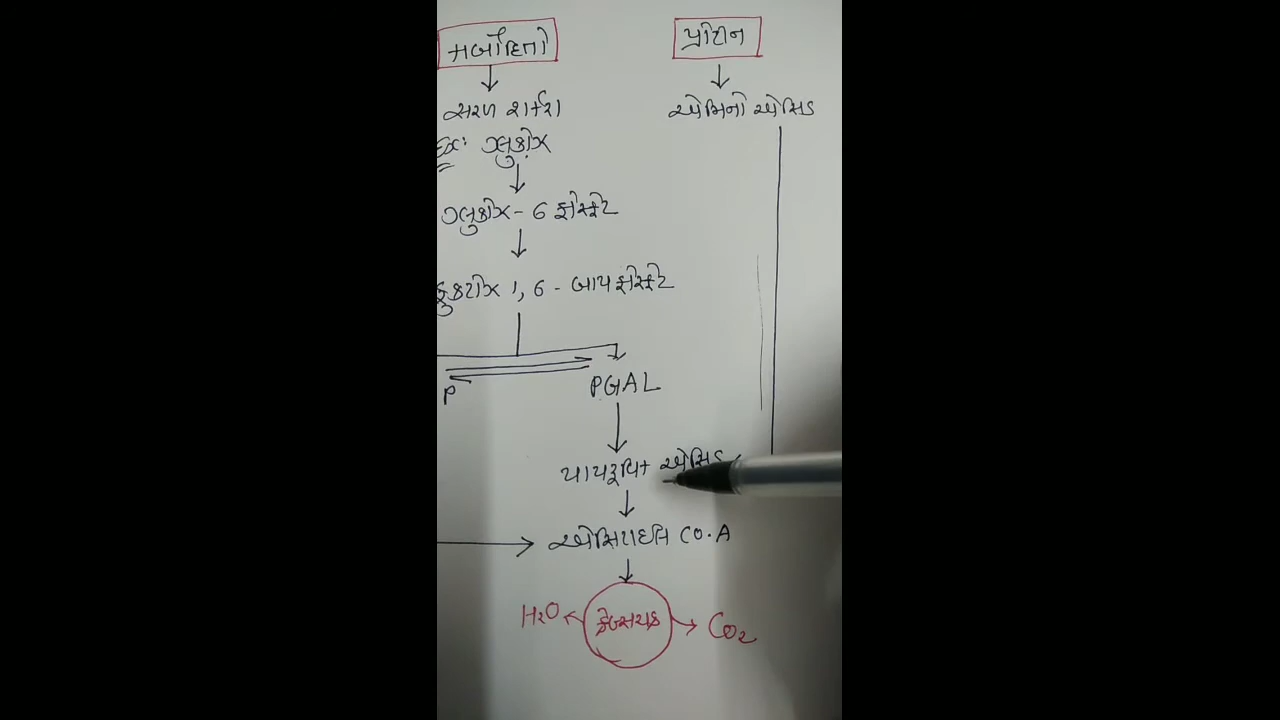 કાર્બોદિતો
પ્રોટીન
સરળ શર્કરા
એમિનો એસિડ
Ex: ગ્લુકોઝ
ગ્લુકોઝ - 6 ફોસ્ફેટ
ફ્રુક્ટોઝ 1, 6 - બાયફોસ્ફેટ
P
PGAL
પાયરૂવિક એસિડ
એસિટાઇલ CO.A
H₂O
ક્રેબ્સચક્ર
CO₂